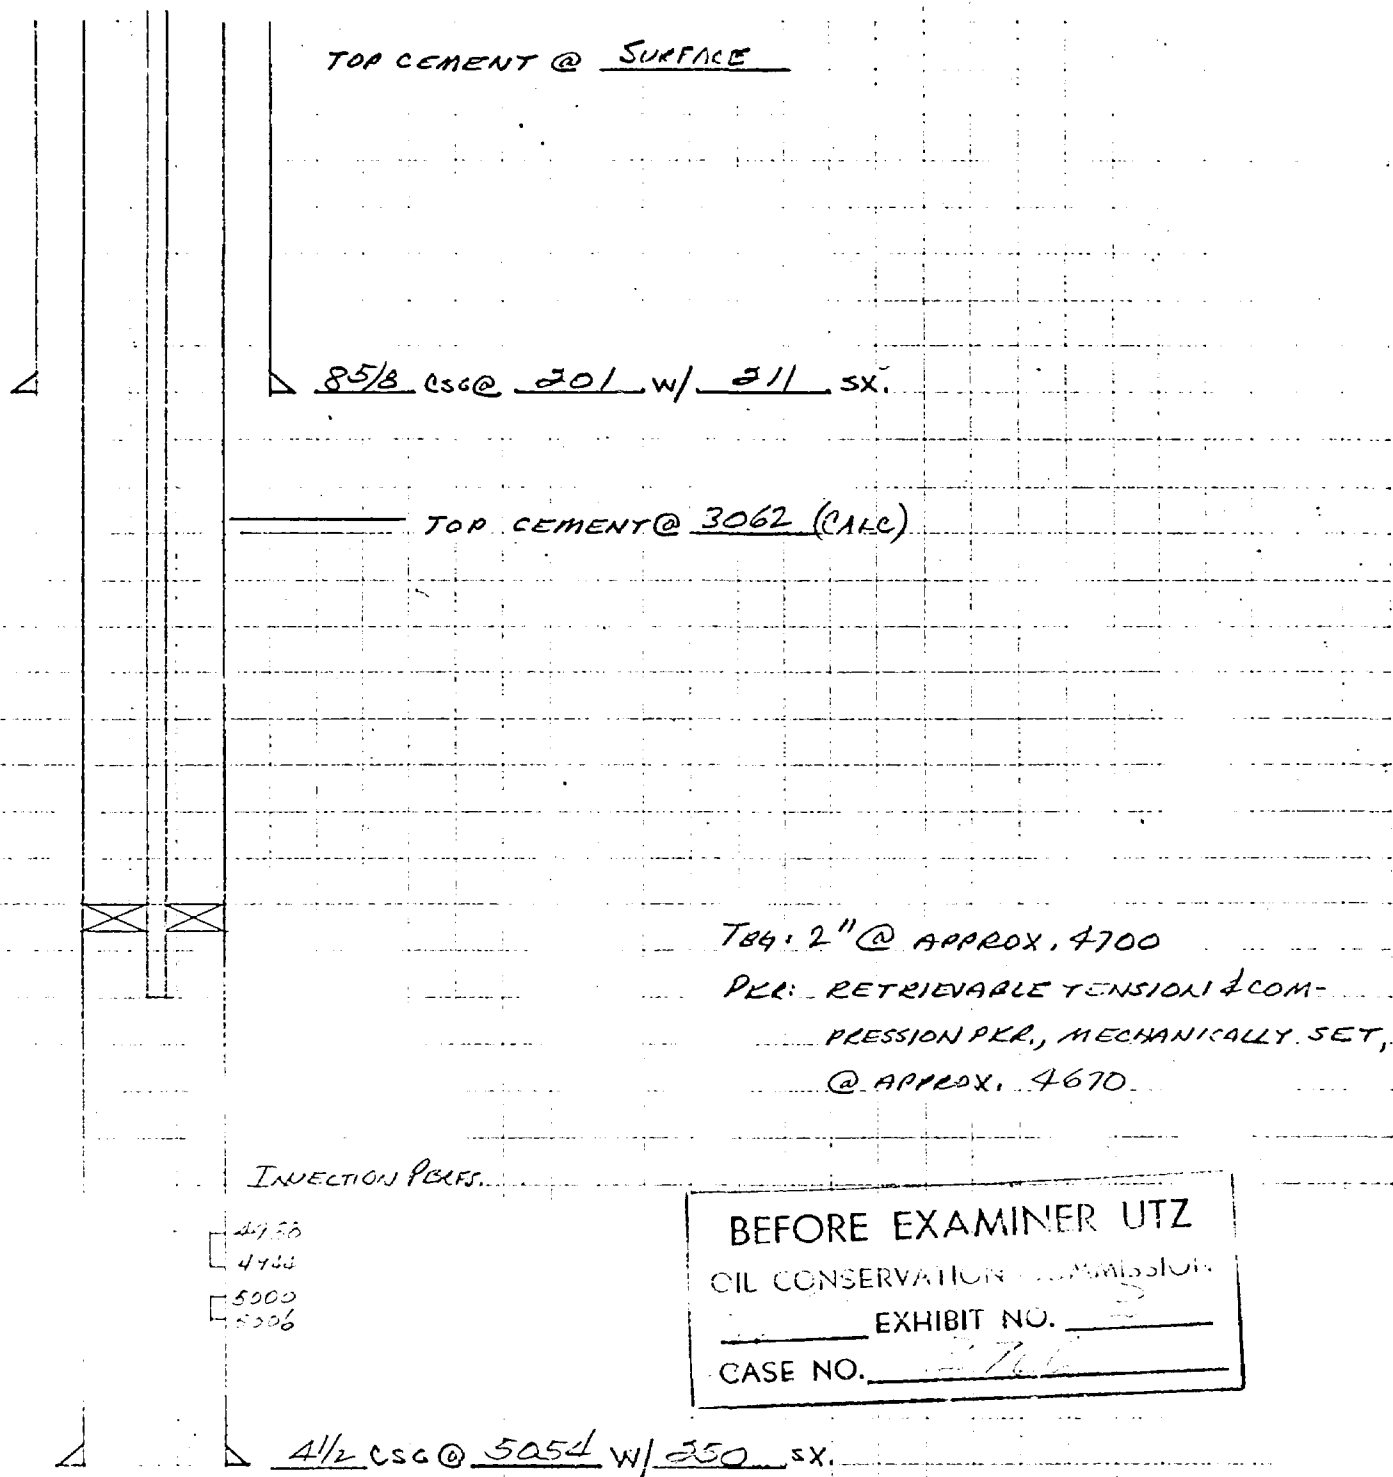 TOP CEMENT @ SURFACE
8 5/8 CSG @ 201 W/ 211 SX.
TOP CEMENT @ 3062 (CALC)
TBG: 2" @ APPROX. 4700
PKR: RETRIEVABLE TENSION & COM-
PRESSION PKR., MECHANICALLY SET,
@ APPROX. 4670
INJECTION PERFS.
5000
5006
BEFORE EXAMINER UTZ
OIL CONSERVATION COMMISSION
EXHIBIT NO.
CASE NO.
4 1/2 CSG @ 5054 W/ 250 SX.